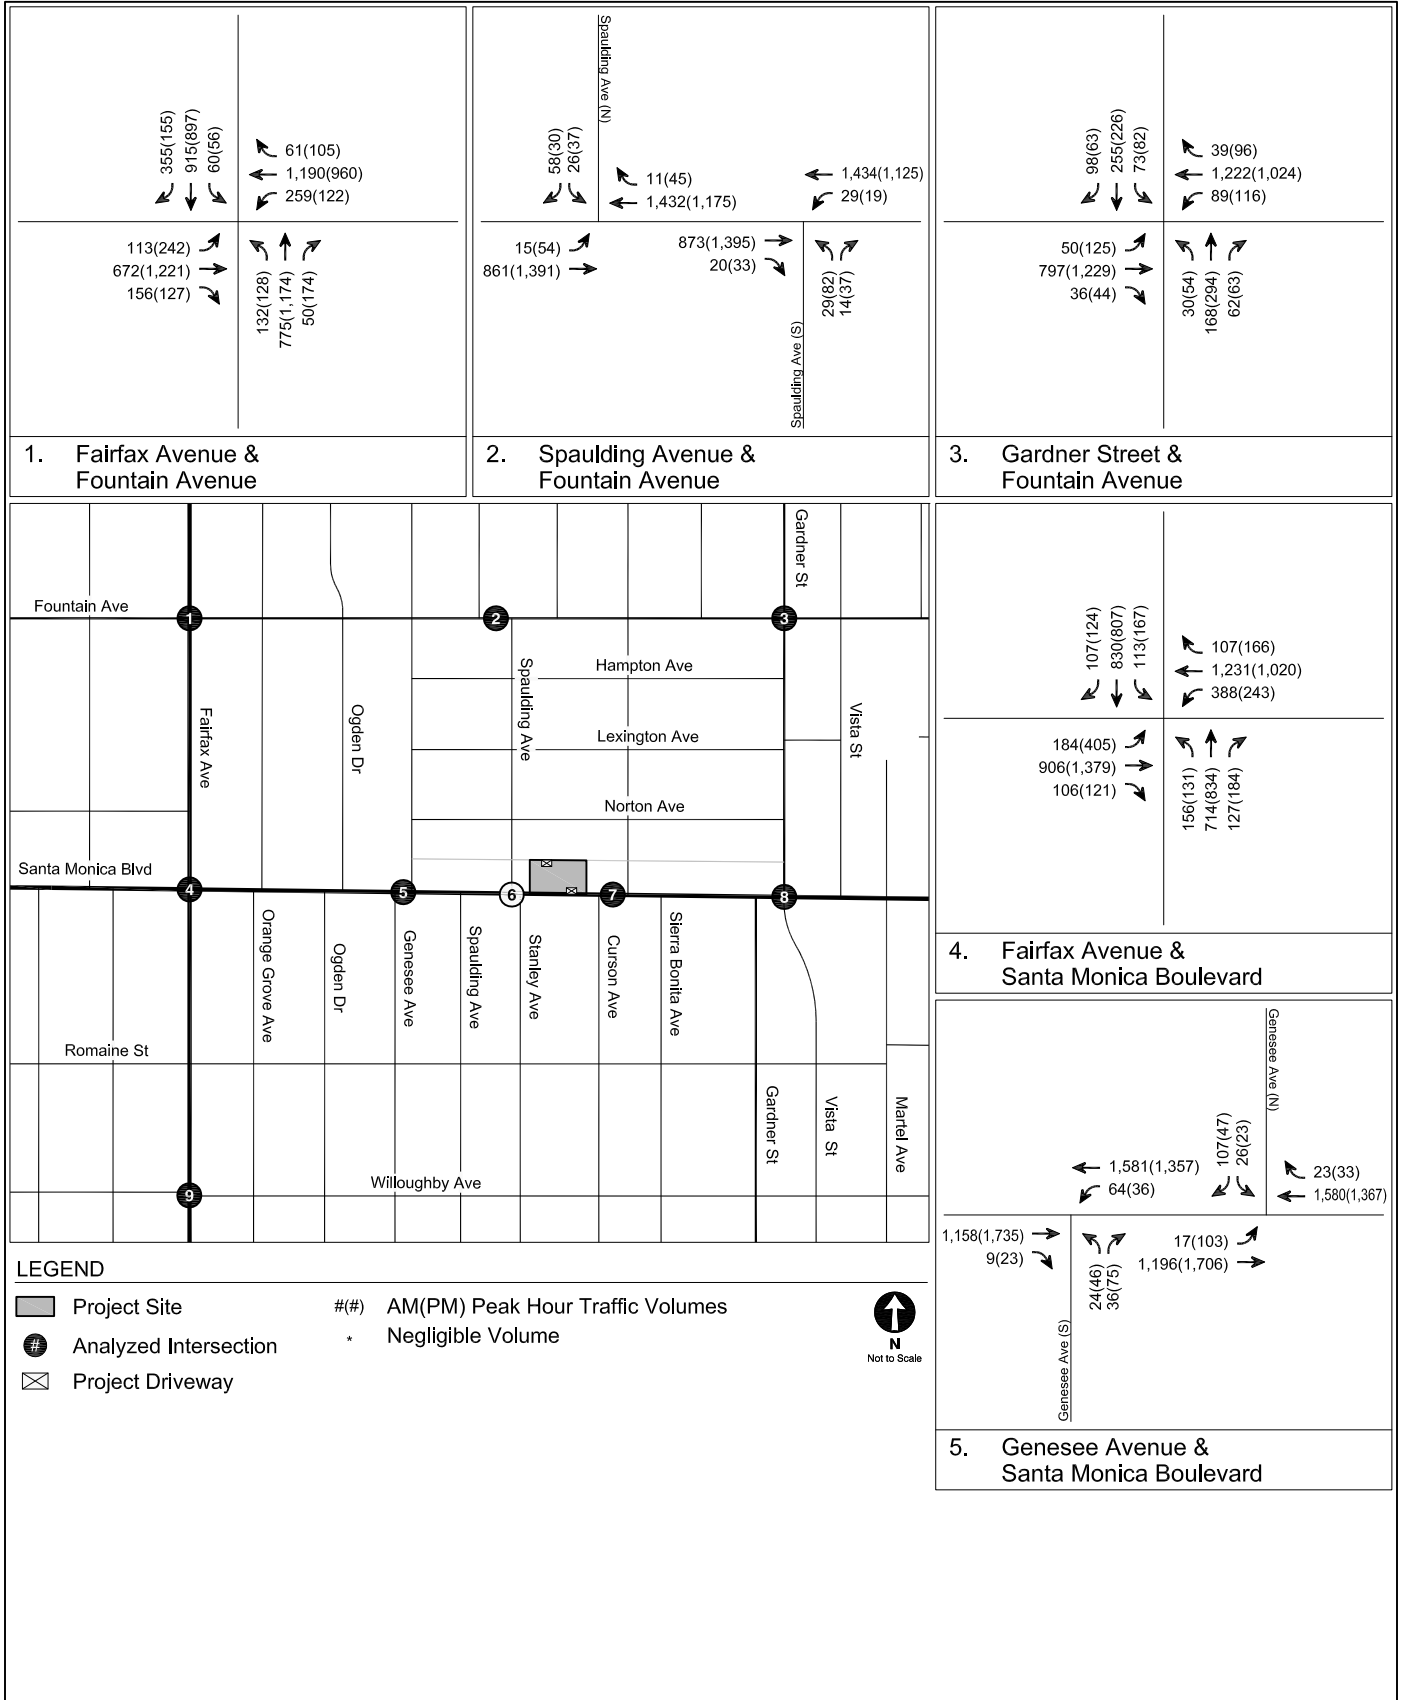 355(155)
915(897)
60(56)
61(105)
1,190(960)
259(122)
113(242)
672(1,221)
156(127)
132(128)
775(1,174)
50(174)
1. Fairfax Avenue &
Fountain Avenue
Spaulding Ave (N)
58(30)
26(37)
11(45)
1,432(1,175)
1,434(1,125)
29(19)
15(54)
861(1,391)
873(1,395)
20(33)
29(82)
14(37)
Spaulding Ave (S)
2. Spaulding Avenue &
Fountain Avenue
98(63)
255(226)
73(82)
39(96)
1,222(1,024)
89(116)
50(125)
797(1,229)
36(44)
30(54)
168(294)
62(63)
3. Gardner Street &
Fountain Avenue
Gardner St
Fountain Ave
1
2
3
Hampton Ave
Spaulding Ave
Fairfax Ave
Ogden Dr
Vista St
Lexington Ave
Norton Ave
Santa Monica Blvd
4
5
6
7
8
Orange Grove Ave
Ogden Dr
Genesee Ave
Spaulding Ave
Stanley Ave
Curson Ave
Sierra Bonita Ave
Romaine St
Gardner St
Vista St
Martel Ave
Willoughby Ave
9
107(124)
830(807)
113(167)
107(166)
1,231(1,020)
388(243)
184(405)
906(1,379)
106(121)
156(131)
714(834)
127(184)
4. Fairfax Avenue &
Santa Monica Boulevard
Genesee Ave (N)
107(47)
26(23)
1,581(1,357)
64(36)
23(33)
1,580(1,367)
1,158(1,735)
9(23)
17(103)
1,196(1,706)
24(46)
36(75)
Genesee Ave (S)
5. Genesee Avenue &
Santa Monica Boulevard
LEGEND
Project Site
#(#) AM(PM) Peak Hour Traffic Volumes
# Analyzed Intersection
* Negligible Volume
Project Driveway
N
Not to Scale